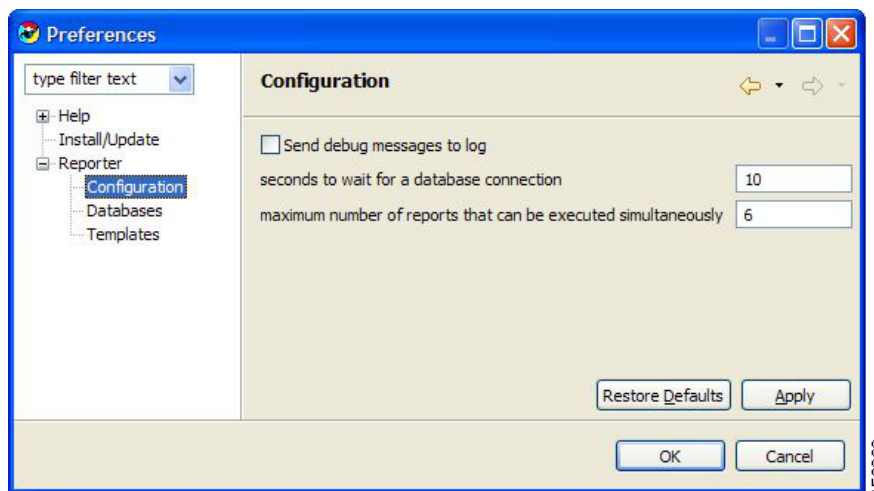 Preferences
type filter text
Help
Install/Update
Reporter
Configuration
Databases
Templates
Configuration
Send debug messages to log
seconds to wait for a database connection 10
maximum number of reports that can be executed simultaneously 6
Restore Defaults Apply
OK Cancel